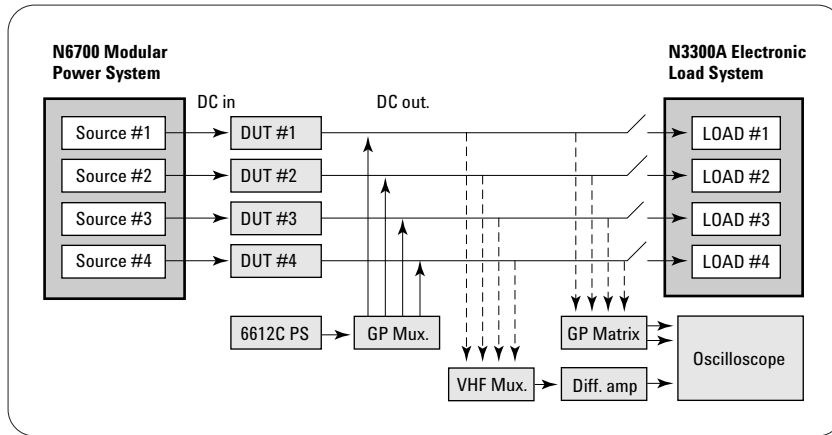 N6700 Modular
Power System
N3300A Electronic
Load System
DC in
DC out.
Source #1
DUT #1
LOAD #1
Source #2
DUT #2
LOAD #2
Source #3
DUT #3
LOAD #3
Source #4
DUT #4
LOAD #4
6612C PS
GP Mux.
GP Matrix
Oscilloscope
VHF Mux.
Diff. amp